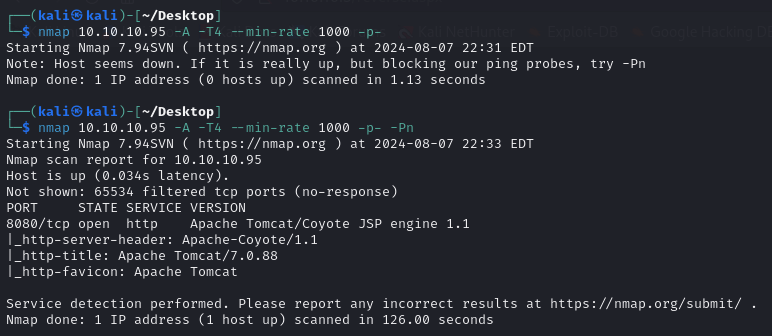 ┌──(kali㉿kali)-[~/Desktop]
└─$ nmap 10.10.10.95 -A -T4 --min-rate 1000 -p-
Starting Nmap 7.94SVN ( https://nmap.org ) at 2024-08-07 22:31 EDT
Note: Host seems down. If it is really up, but blocking our ping probes, try -Pn
Nmap done: 1 IP address (0 hosts up) scanned in 1.13 seconds
┌──(kali㉿kali)-[~/Desktop]
└─$ nmap 10.10.10.95 -A -T4 --min-rate 1000 -p- -Pn
Starting Nmap 7.94SVN ( https://nmap.org ) at 2024-08-07 22:33 EDT
Nmap scan report for 10.10.10.95
Host is up (0.034s latency).
Not shown: 65534 filtered tcp ports (no-response)
PORT     STATE SERVICE VERSION
8080/tcp open  http    Apache Tomcat/Coyote JSP engine 1.1
|_http-server-header: Apache-Coyote/1.1
|_http-title: Apache Tomcat/7.0.88
|_http-favicon: Apache Tomcat
Service detection performed. Please report any incorrect results at https://nmap.org/submit/ .
Nmap done: 1 IP address (1 host up) scanned in 126.00 seconds